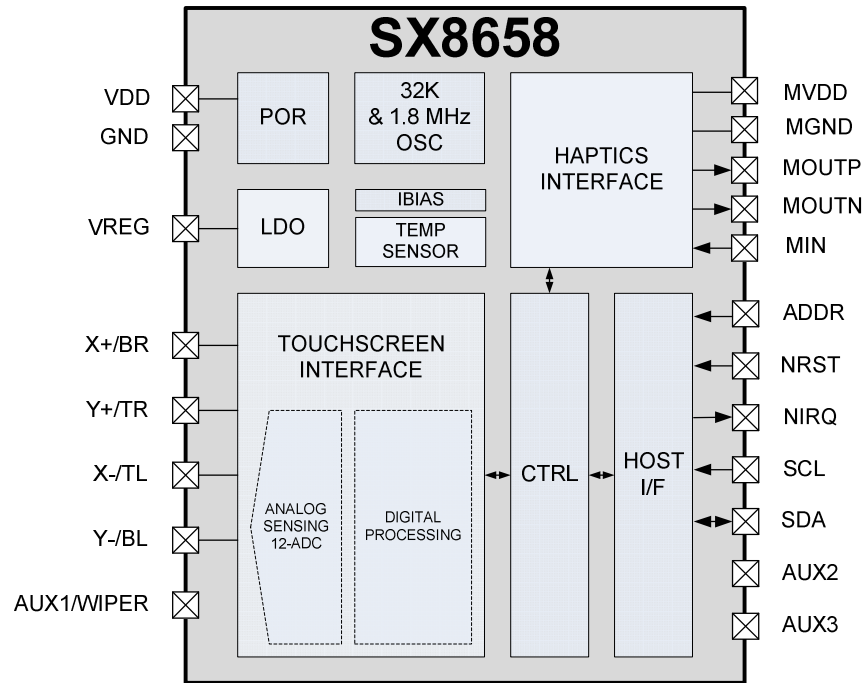 SX8658
VDD
GND
VREG
X+/BR
Y+/TR
X-/TL
Y-/BL
AUX1/WIPER
POR
32K
& 1.8 MHz
OSC
LDO
IBIAS
TEMP
SENSOR
HAPTICS
INTERFACE
TOUCHSCREEN
INTERFACE
ANALOG
SENSING
12-ADC
DIGITAL
PROCESSING
CTRL
HOST
I/F
MVDD
MGND
MOUTP
MOUTN
MIN
ADDR
NRST
NIRQ
SCL
SDA
AUX2
AUX3